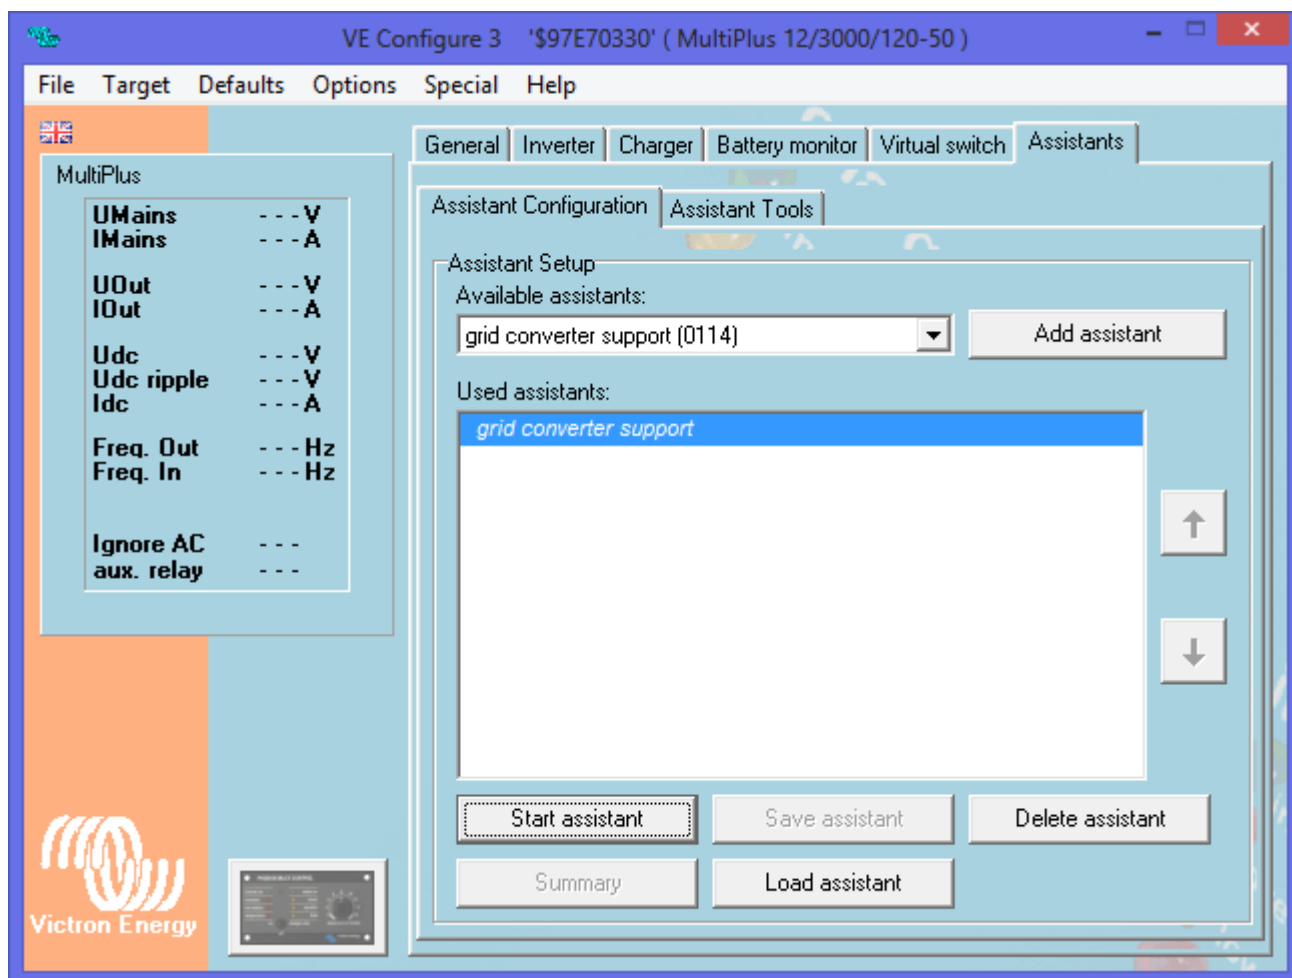 VE Configure 3 '$97E70330' ( MultiPlus 12/3000/120-50 )
File Target Defaults Options Special Help
General Inverter Charger Battery monitor Virtual switch Assistants
MultiPlus
UMains - - - V
IMains - - - A
UOut - - - V
IOut - - - A
Udc - - - V
Udc ripple - - - V
Idc - - - A
Freq. Out - - - Hz
Freq. In - - - Hz
Ignore AC - - -
aux. relay - - -
Assistant Configuration Assistant Tools
Assistant Setup
Available assistants:
grid converter support (0114) Add assistant
Used assistants:
grid converter support
Start assistant Save assistant Delete assistant
Summary Load assistant
Victron Energy